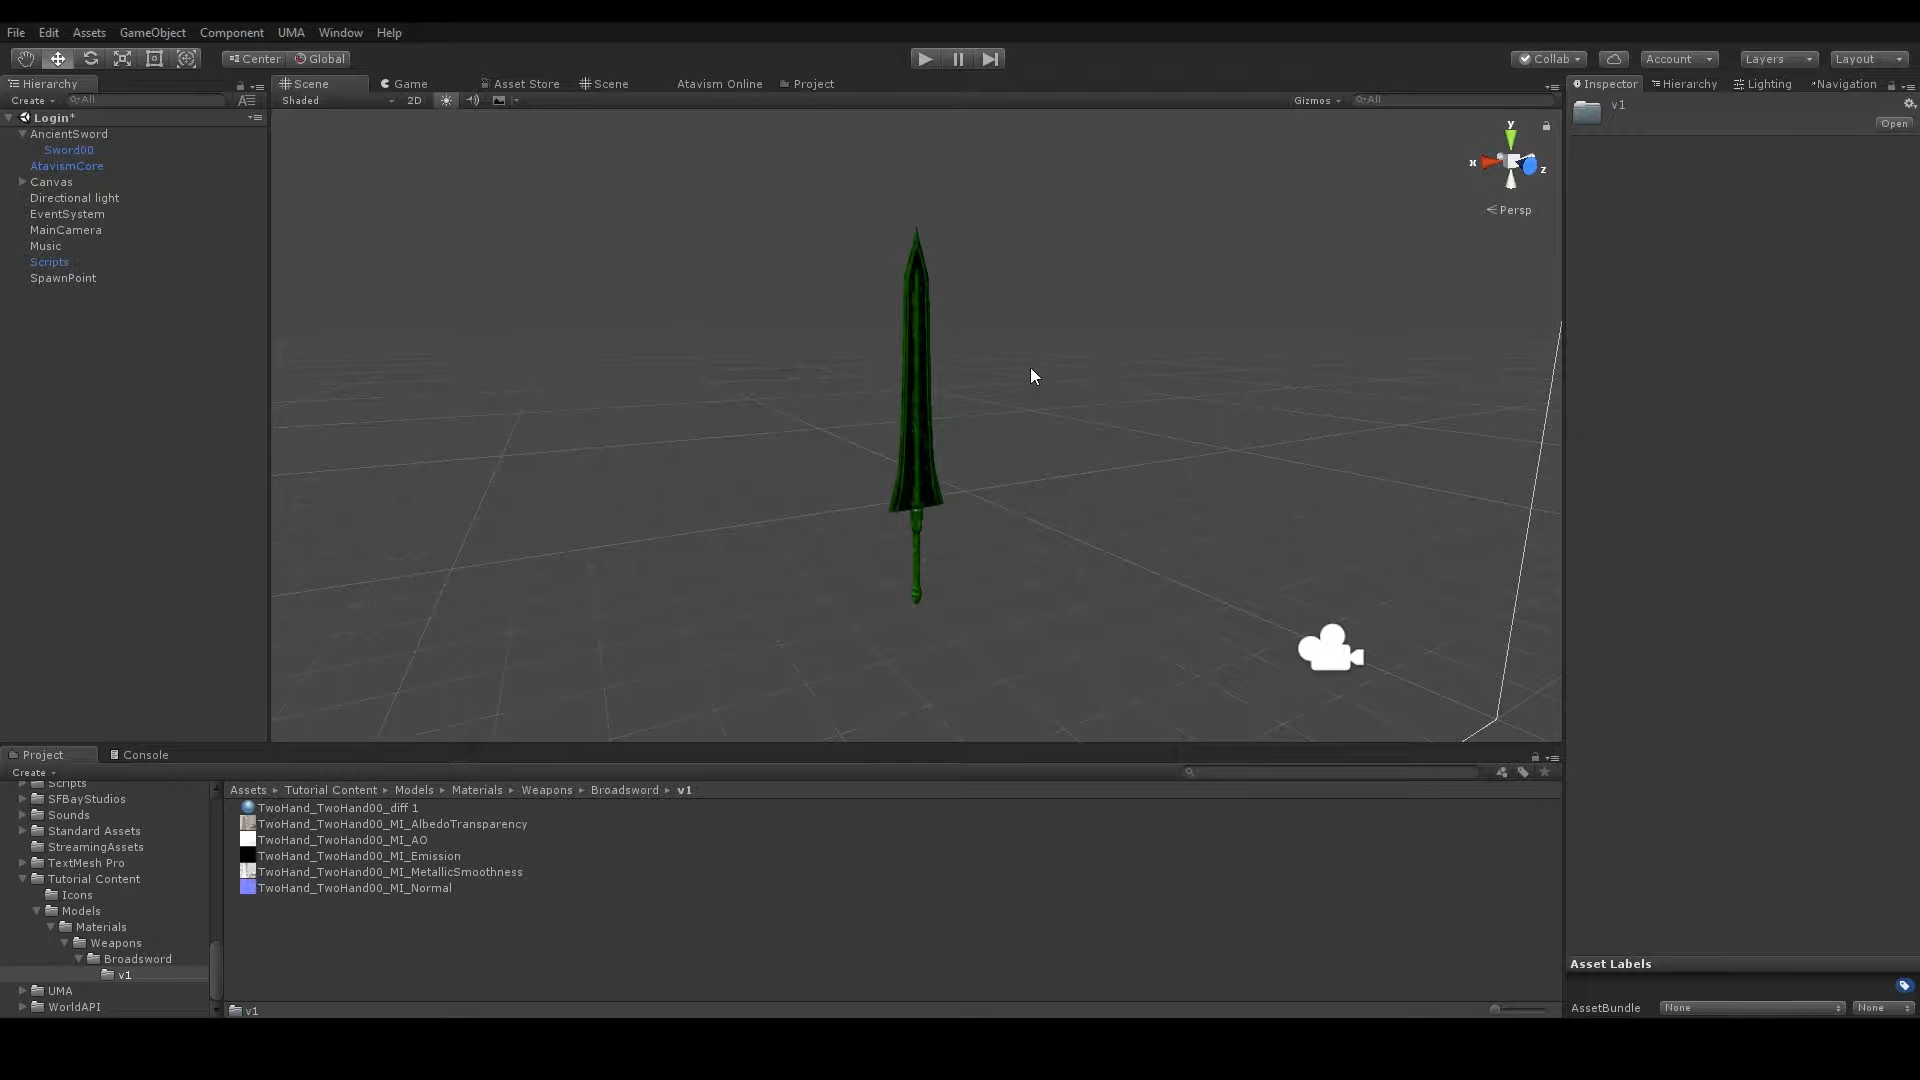 File Edit Assets GameObject Component UMA Window Help
Center Global Collab Account Layers Layout
Hierarchy Scene Game Asset Store Scene Atavism Online Project Inspector Hierarchy Lighting Navigation
Create All Shaded 2D Gizmos All v1
Login* Open
AncientSword
Sword00
AtavismCore
Canvas
Directional light
EventSystem
MainCamera
Music
Scripts
SpawnPoint
y
x
z
Persp
Project Console
Create
Scripts
SFBayStudios
Sounds
Standard Assets
StreamingAssets
TextMesh Pro
Tutorial Content
Icons
Models
Materials
Weapons
Broadsword
v1
UMA
WorldAPI
Assets Tutorial Content Models Materials Weapons Broadsword v1
TwoHand_TwoHand00_diff 1
TwoHand_TwoHand00_MI_AlbedoTransparency
TwoHand_TwoHand00_MI_AO
TwoHand_TwoHand00_MI_Emission
TwoHand_TwoHand00_MI_MetallicSmoothness
TwoHand_TwoHand00_MI_Normal
v1
Asset Labels
AssetBundle None None